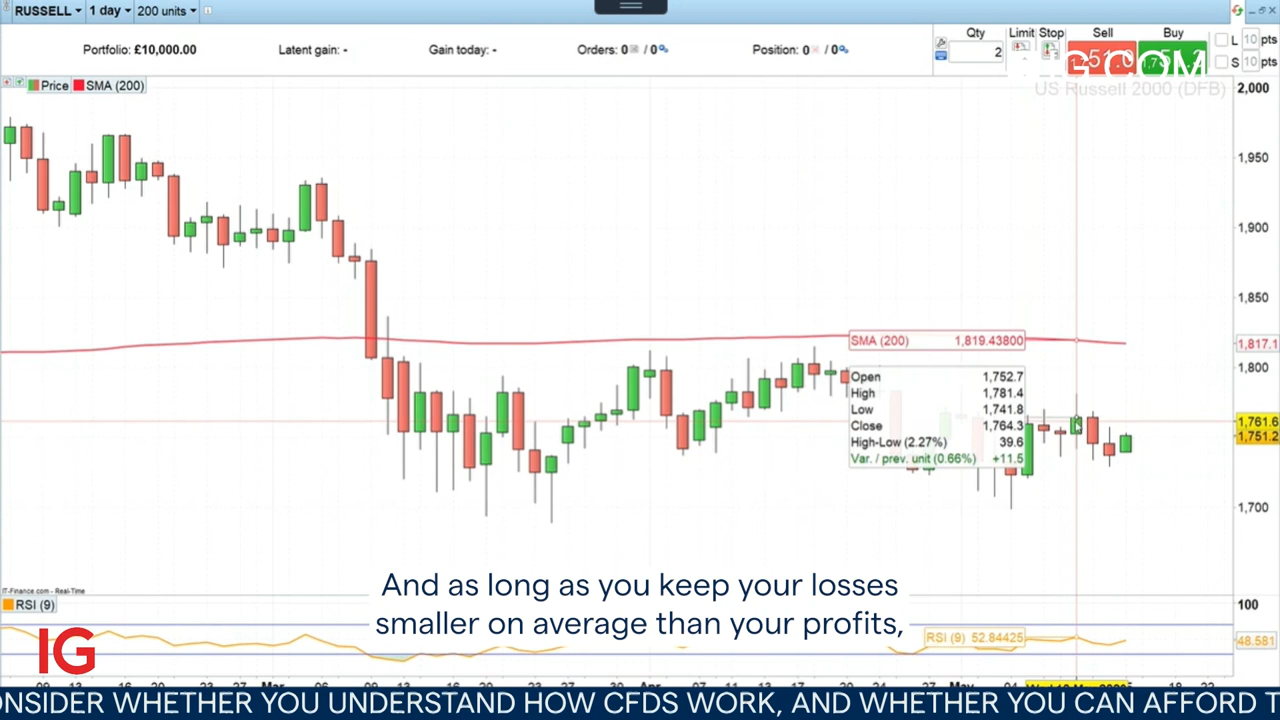 RUSSELL 1 day 200 units
Portfolio: £10,000.00 Latent gain: - Gain today: - Orders: 0 / 0 Position: 0 / 0
Qty Limit Stop Sell Buy
2
L 10 pts
S 10 pts
IG.COM
US Russell 2000 (DFB)
Price SMA (200)
2,000
1,950
1,900
1,850
1,817.1
1,800
1,761.6
1,751.2
1,700
SMA (200) 1,819.43800
Open 1,752.7
High 1,781.4
Low 1,741.8
Close 1,764.3
High-Low (2.27%) 39.6
Var. / prev. unit (0.66%) +11.5
And as long as you keep your losses
smaller on average than your profits,
IT-Finance.com - Real-Time
RSI (9)
100
RSI (9) 52.84425
48.581
IG
ONSIDER WHETHER YOU UNDERSTAND HOW CFDS WORK, AND WHETHER YOU CAN AFFORD T